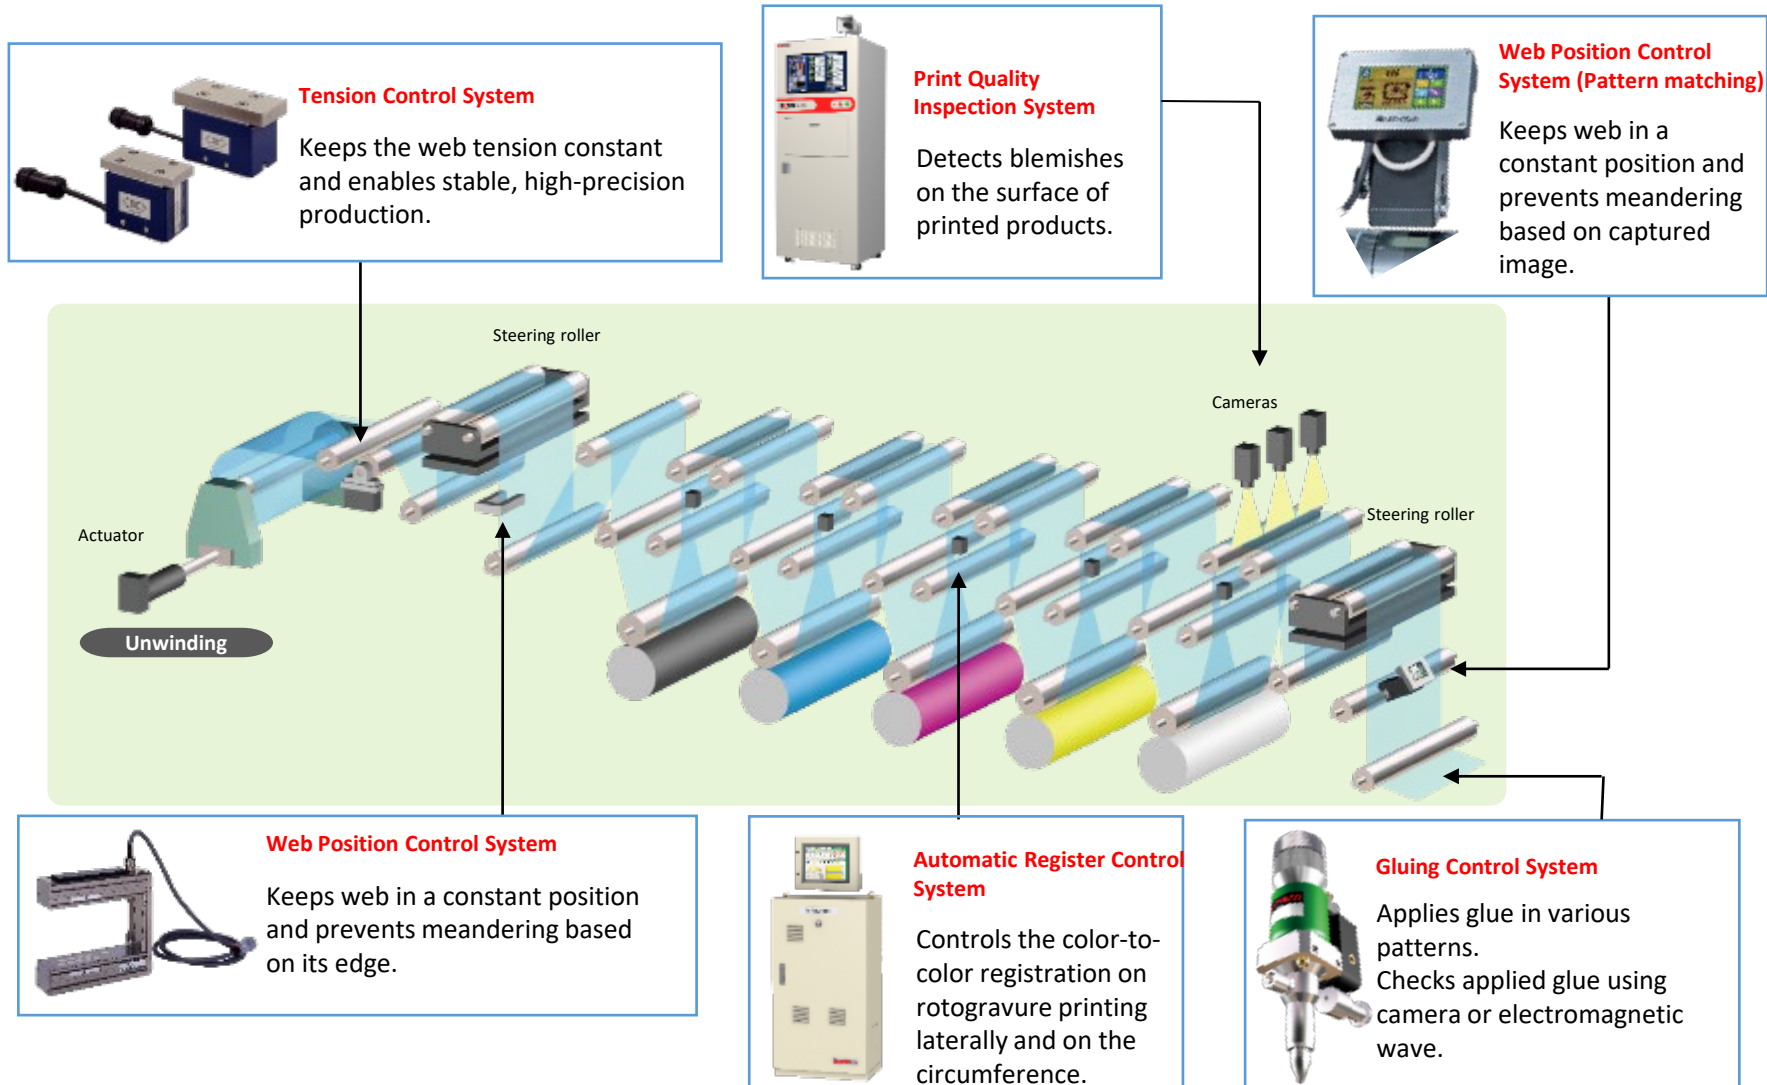 Tension Control System
Keeps the web tension constant
and enables stable, high-precision
production.
Print Quality
Inspection System
Detects blemishes
on the surface of
printed products.
Web Position Control
System (Pattern matching)
Keeps web in a
constant position and
prevents meandering
based on captured
image.
Steering roller
Cameras
Steering roller
Actuator
Unwinding
Web Position Control System
Keeps web in a constant position
and prevents meandering based
on its edge.
Automatic Register Control
System
Controls the color-to-
color registration on
rotogravure printing
laterally and on the
circumference.
Gluing Control System
Applies glue in various
patterns.
Checks applied glue using
camera or electromagnetic
wave.